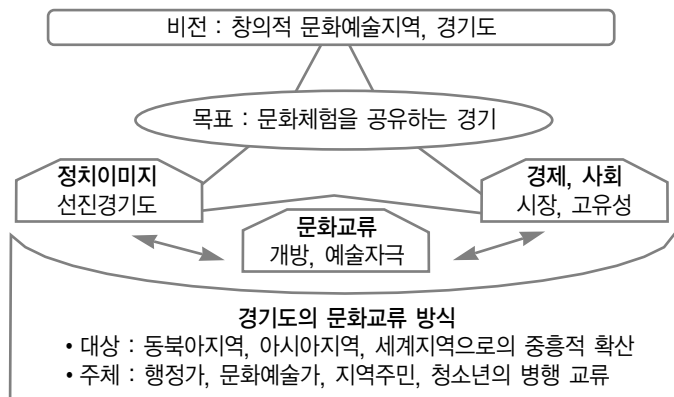 비전 : 창의적 문화예술지역, 경기도
목표 : 문화체험을 공유하는 경기
정치이미지
선진경기도
경제, 사회
시장, 고유성
문화교류
개방, 예술자극
경기도의 문화교류 방식
• 대상 : 동북아지역, 아시아지역, 세계지역으로의 중흥적 확산
• 주체 : 행정가, 문화예술가, 지역주민, 청소년의 병행 교류